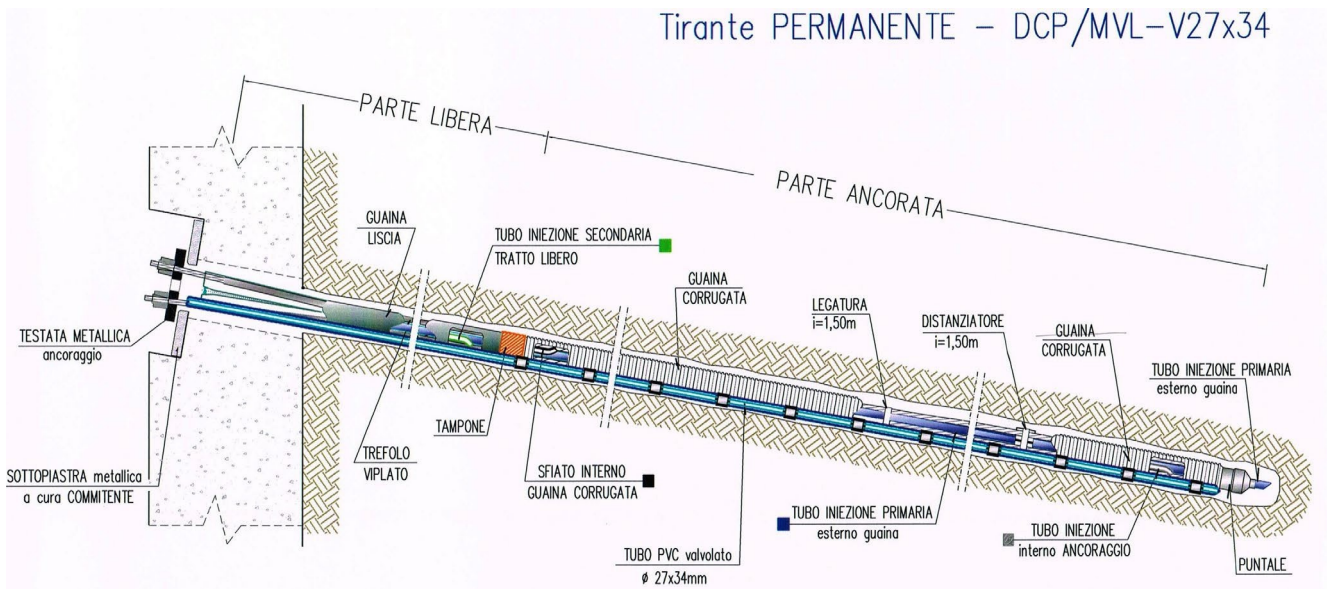 Tirante PERMANENTE - DCP/MVL-V27x34
PARTE LIBERA
PARTE ANCORATA
GUAINA
LISCIA
TUBO INIEZIONE SECONDARIA
TRATTO LIBERO
GUAINA
CORRUGATA
LEGATURA
i=1,50m
DISTANZIATORE
i=1,50m
GUAINA
CORRUGATA
TUBO INIEZIONE PRIMARIA
esterno guaina
TESTATA METALLICA
ancoraggio
SOTTOPIASTRA metallica
a cura COMMITENTE
TREFOLO
VIPLATO
TAMPONE
SFIATO INTERNO
GUAINA CORRUGATA
TUBO PVC valvolato
ø 27x34mm
TUBO INIEZIONE PRIMARIA
esterno guaina
TUBO INIEZIONE
interno ANCORAGGIO
PUNTALE